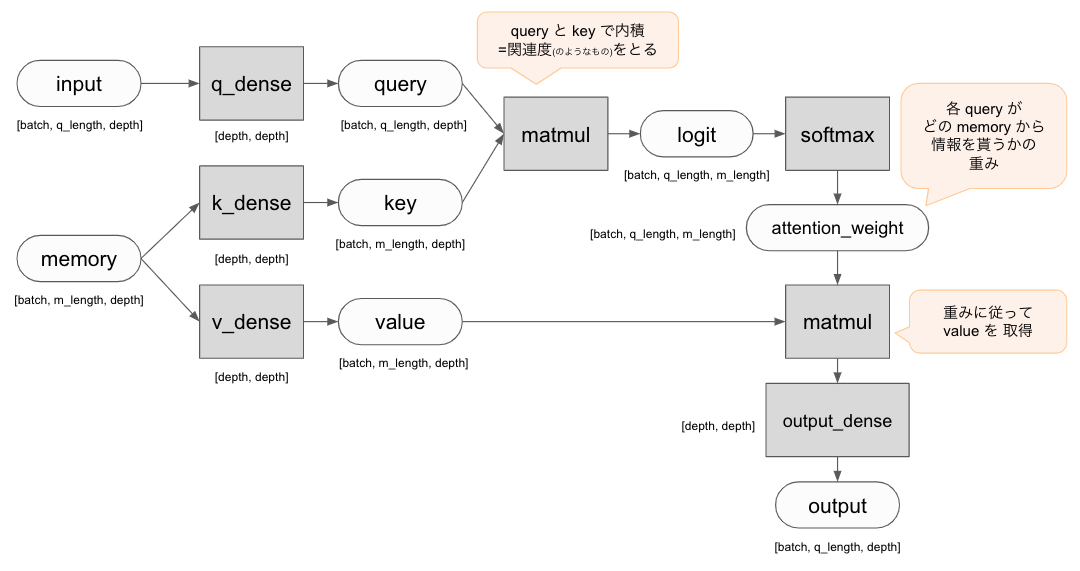 query と key で内積
=関連度(のようなもの)をとる
input
q_dense
query
[batch, q_length, depth]
[depth, depth]
[batch, q_length, depth]
matmul
logit
softmax
[batch, q_length, m_length]
各 query が
どの memory から
情報を貰うかの
重み
k_dense
key
[depth, depth]
[batch, m_length, depth]
[batch, q_length, m_length]
attention_weight
memory
[batch, m_length, depth]
v_dense
value
[depth, depth]
[batch, m_length, depth]
matmul
重みに従って
value を 取得
[depth, depth]
output_dense
output
[batch, q_length, depth]